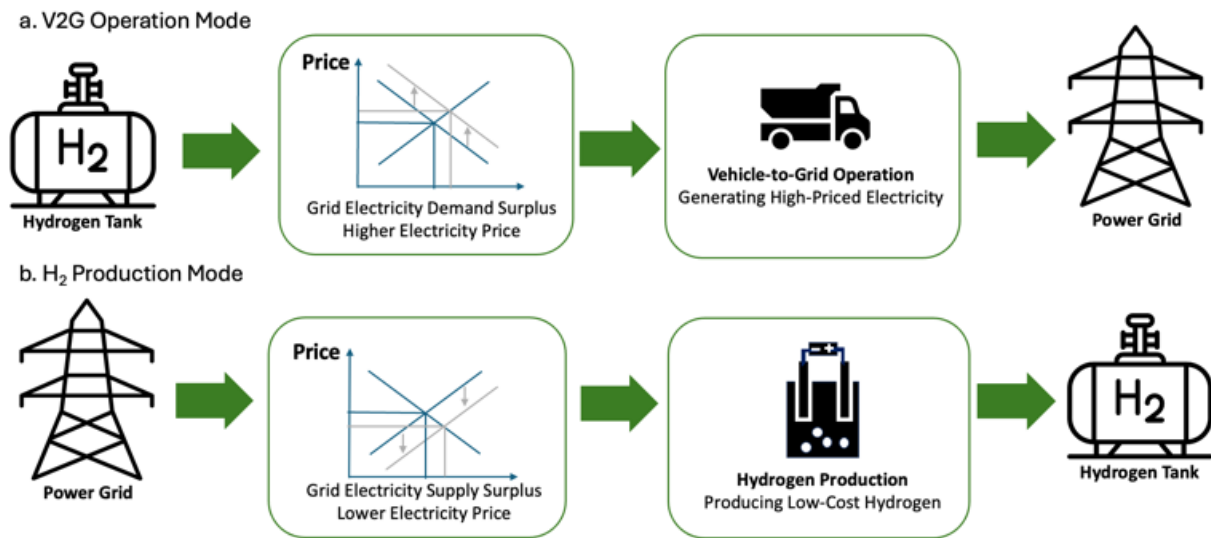 a. V2G Operation Mode
H2
Hydrogen Tank
Price
Grid Electricity Demand Surplus
Higher Electricity Price
Vehicle-to-Grid Operation
Generating High-Priced Electricity
Power Grid
b. H₂ Production Mode
Power Grid
Price
Grid Electricity Supply Surplus
Lower Electricity Price
Hydrogen Production
Producing Low-Cost Hydrogen
H2
Hydrogen Tank